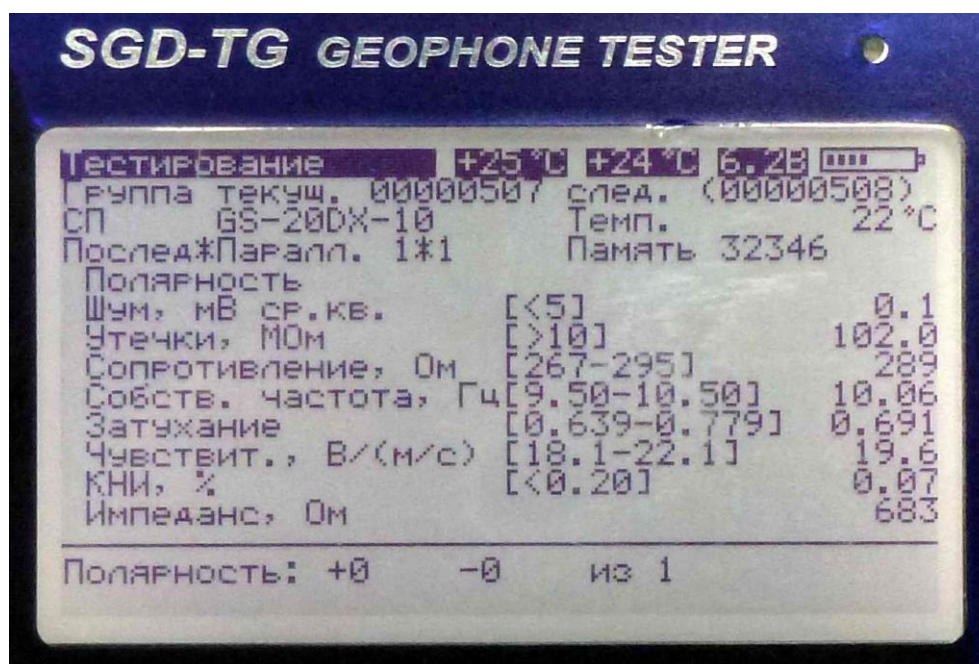 SGD-TG GEOPHONE TESTER
Тестирование +25°C +24°C 6.2В
Группа текущ. 00000507 след. (00000508)
СП GS-20DX-10 Темп. 22°C
Послед*Паралл. 1*1 Память 32346
Полярность
Шум, мВ ср.кв. [<5] 0.1
Утечки, МОм [>10] 102.0
Сопротивление, Ом [267-295] 289
Собств. частота, Гц[9.50-10.50] 10.06
Затухание [0.639-0.779] 0.691
Чувствит., В/(м/с) [18.1-22.1] 19.6
КНИ, % [<0.20] 0.07
Импеданс, Ом 683
Полярность: +0 -0 из 1